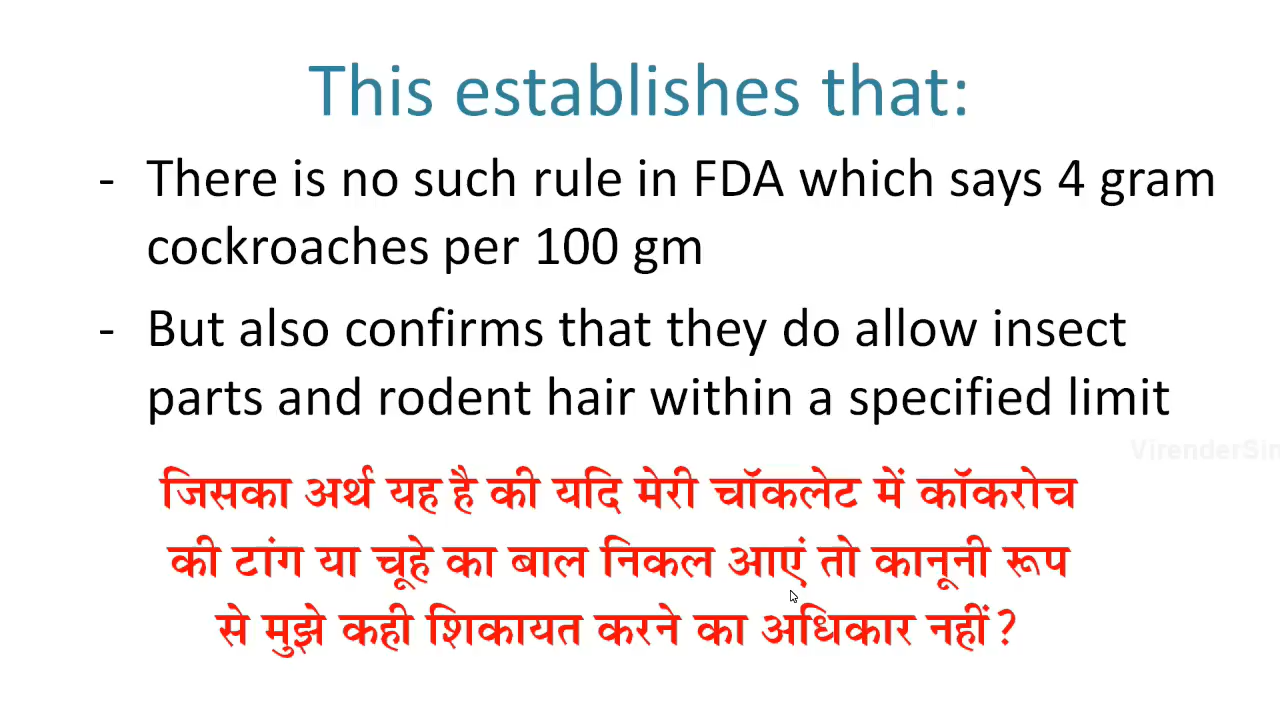 This establishes that:
- There is no such rule in FDA which says 4 gram
cockroaches per 100 gm
- But also confirms that they do allow insect
parts and rodent hair within a specified limit
VirenderSin
जिसका अर्थ यह है की यदि मेरी चॉकलेट में कॉकरोच
की टांग या चूहे का बाल निकल आएं तो कानूनी रूप
से मुझे कही शिकायत करने का अधिकार नहीं?